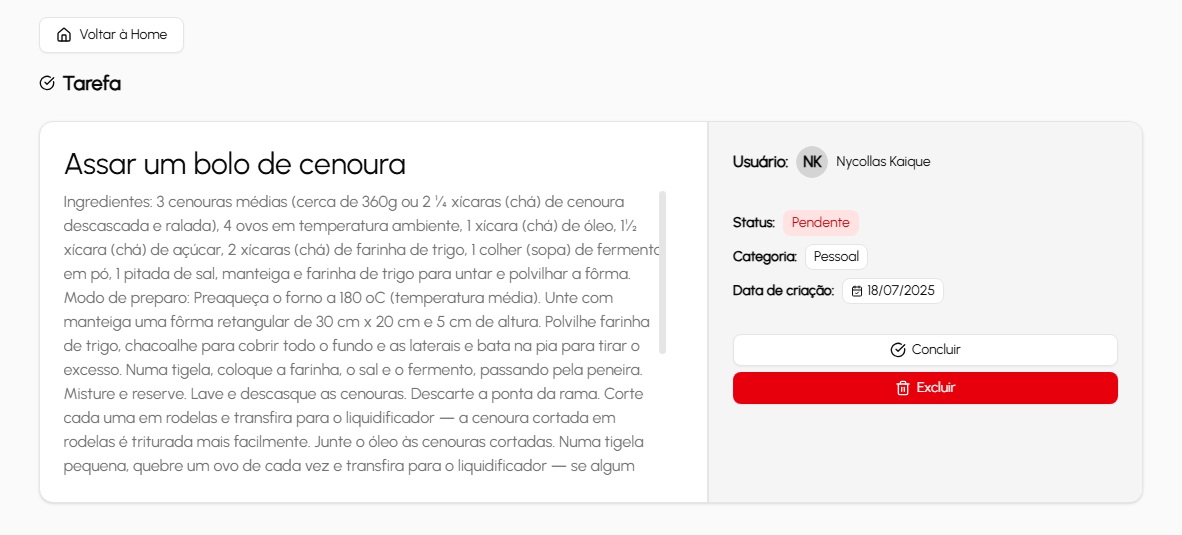 Voltar à Home
Tarefa
Assar um bolo de cenoura
Ingredientes: 3 cenouras médias (cerca de 360g ou 2 ¼ xícaras (chá) de cenoura
descascada e ralada), 4 ovos em temperatura ambiente, 1 xícara (chá) de óleo, 1½
xícara (chá) de açúcar, 2 xícaras (chá) de farinha de trigo, 1 colher (sopa) de fermento
em pó, 1 pitada de sal, manteiga e farinha de trigo para untar e polvilhar a fôrma.
Modo de preparo: Preaqueça o forno a 180 oC (temperatura média). Unte com
manteiga uma fôrma retangular de 30 cm x 20 cm e 5 cm de altura. Polvilhe farinha
de trigo, chacoalhe para cobrir todo o fundo e as laterais e bata na pia para tirar o
excesso. Numa tigela, coloque a farinha, o sal e o fermento, passando pela peneira.
Misture e reserve. Lave e descasque as cenouras. Descarte a ponta da rama. Corte
cada uma em rodelas e transfira para o liquidificador — a cenoura cortada em
rodelas é triturada mais facilmente. Junte o óleo às cenouras cortadas. Numa tigela
pequena, quebre um ovo de cada vez e transfira para o liquidificador — se algum
Usuário: NK Nycollas Kaique
Status: Pendente
Categoria: Pessoal
Data de criação: 18/07/2025
Concluir
Excluir